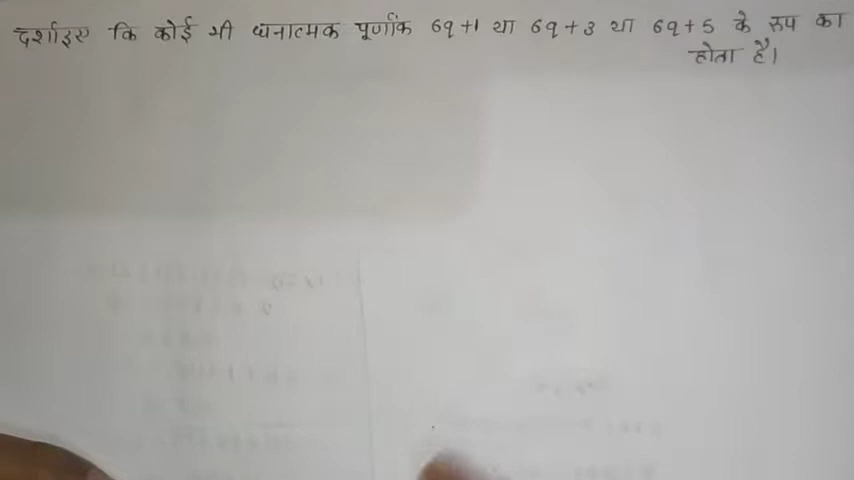 दर्शाइए कि कोई भी धनात्मक पूर्णांक 6q+1 या 6q+3 या 6q+5 के रूप का
होता है।